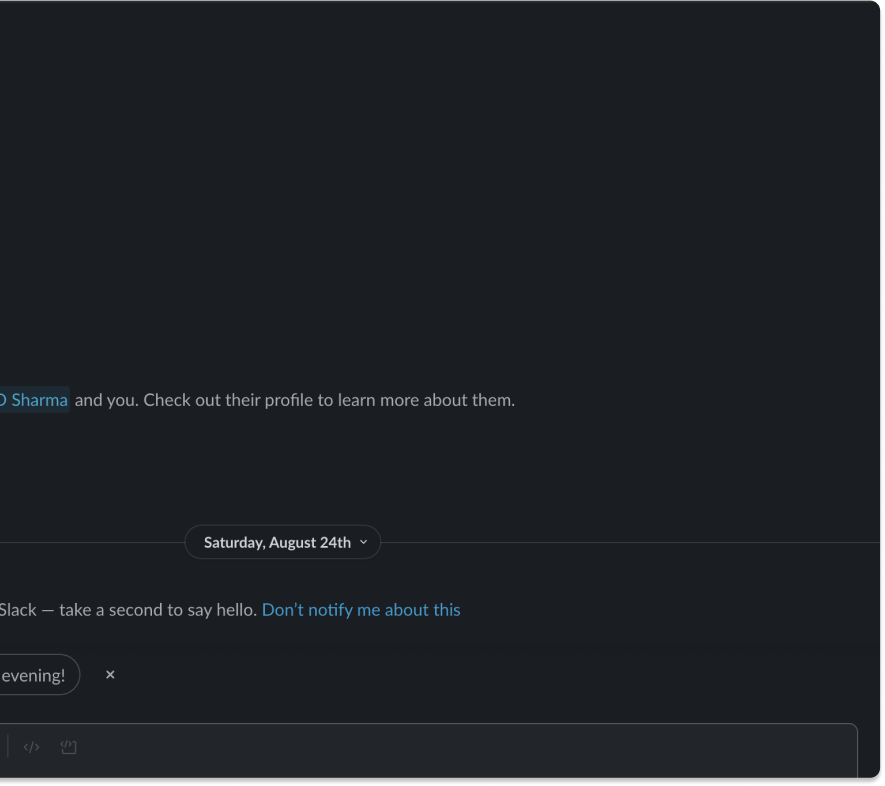 D Sharma and you. Check out their profile to learn more about them.
Saturday, August 24th
Slack — take a second to say hello. Don’t notify me about this
evening!